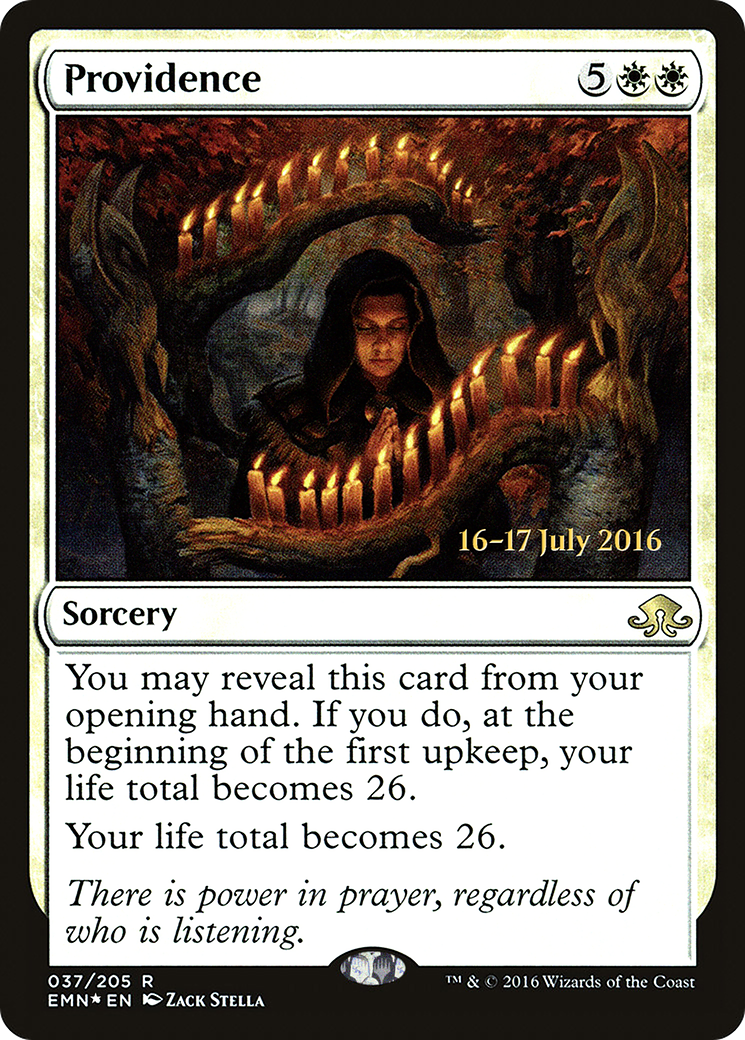 Providence
5
16–17 July 2016
Sorcery
You may reveal this card from your
opening hand. If you do, at the
beginning of the first upkeep, your
life total becomes 26.
Your life total becomes 26.
There is power in prayer, regardless of
who is listening.
037/205 R
™ & © 2016 Wizards of the Coast
EMN★EN Zack Stella